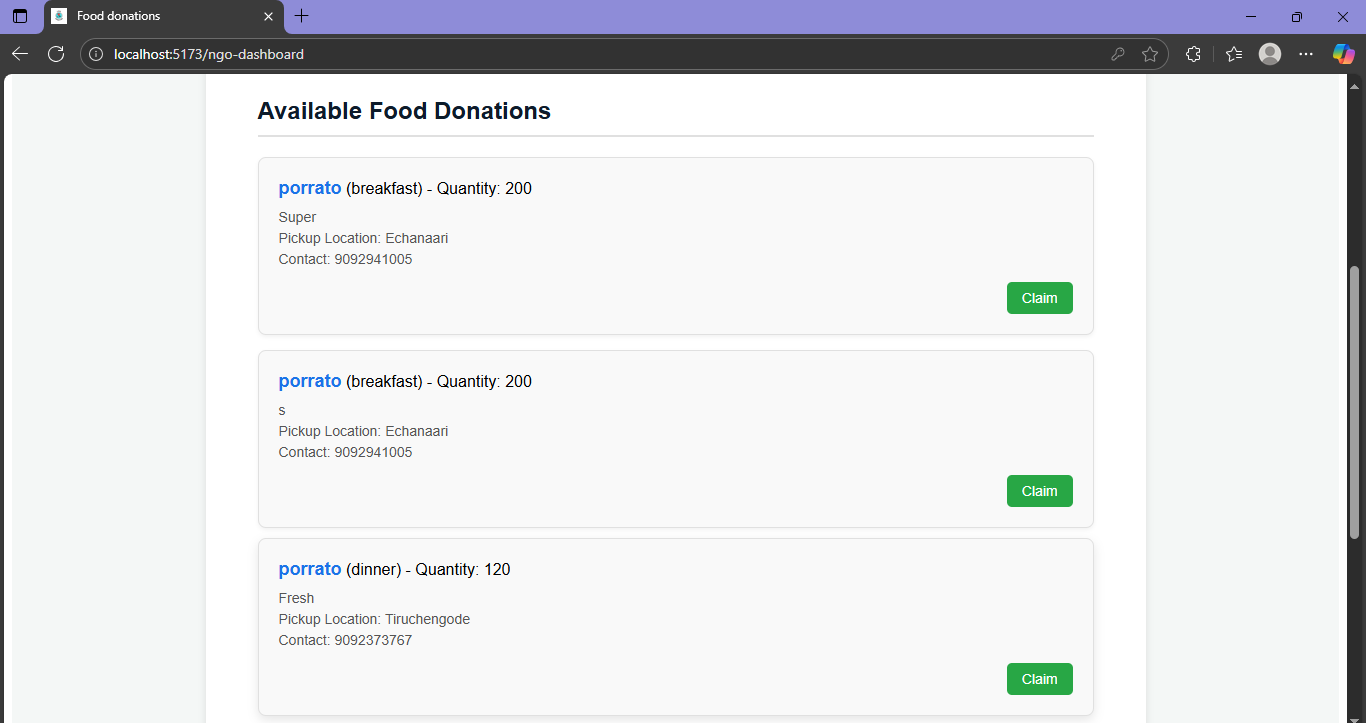 Food donations
localhost:5173/ngo-dashboard
Available Food Donations
porrato (breakfast) - Quantity: 200
Super
Pickup Location: Echanaari
Contact: 9092941005
Claim
porrato (breakfast) - Quantity: 200
s
Pickup Location: Echanaari
Contact: 9092941005
Claim
porrato (dinner) - Quantity: 120
Fresh
Pickup Location: Tiruchengode
Contact: 9092373767
Claim